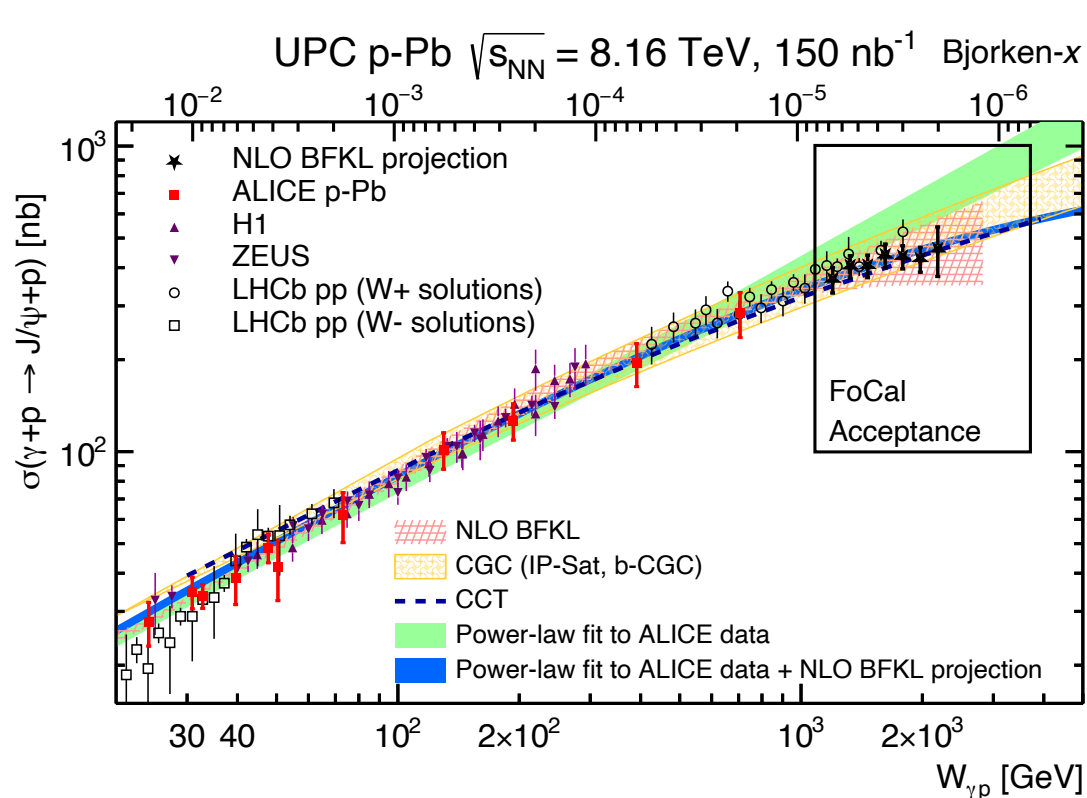 UPC p-Pb √s_NN = 8.16 TeV, 150 nb⁻¹ Bjorken-x
10⁻² 10⁻³ 10⁻⁴ 10⁻⁵ 10⁻⁶
σ(γ+p → J/ψ+p) [nb]
10³
10²
NLO BFKL projection
ALICE p-Pb
H1
ZEUS
LHCb pp (W+ solutions)
LHCb pp (W- solutions)
FoCal
Acceptance
NLO BFKL
CGC (IP-Sat, b-CGC)
CCT
Power-law fit to ALICE data
Power-law fit to ALICE data + NLO BFKL projection
30 40 10² 2×10² 10³ 2×10³
W_γp [GeV]